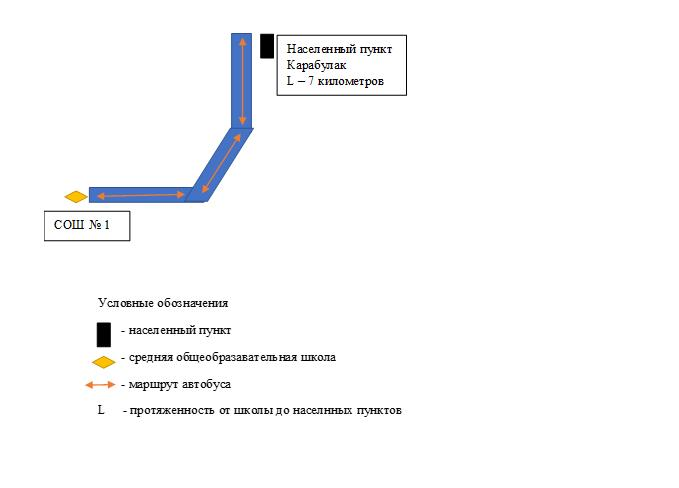 Населенный пункт
Карабулак
L – 7 километров
СОШ № 1
Условные обозначения
- населенный пункт
- средняя общеобразавательная школа
- маршрут автобуса
L - протяженность от школы до населнных пунктов